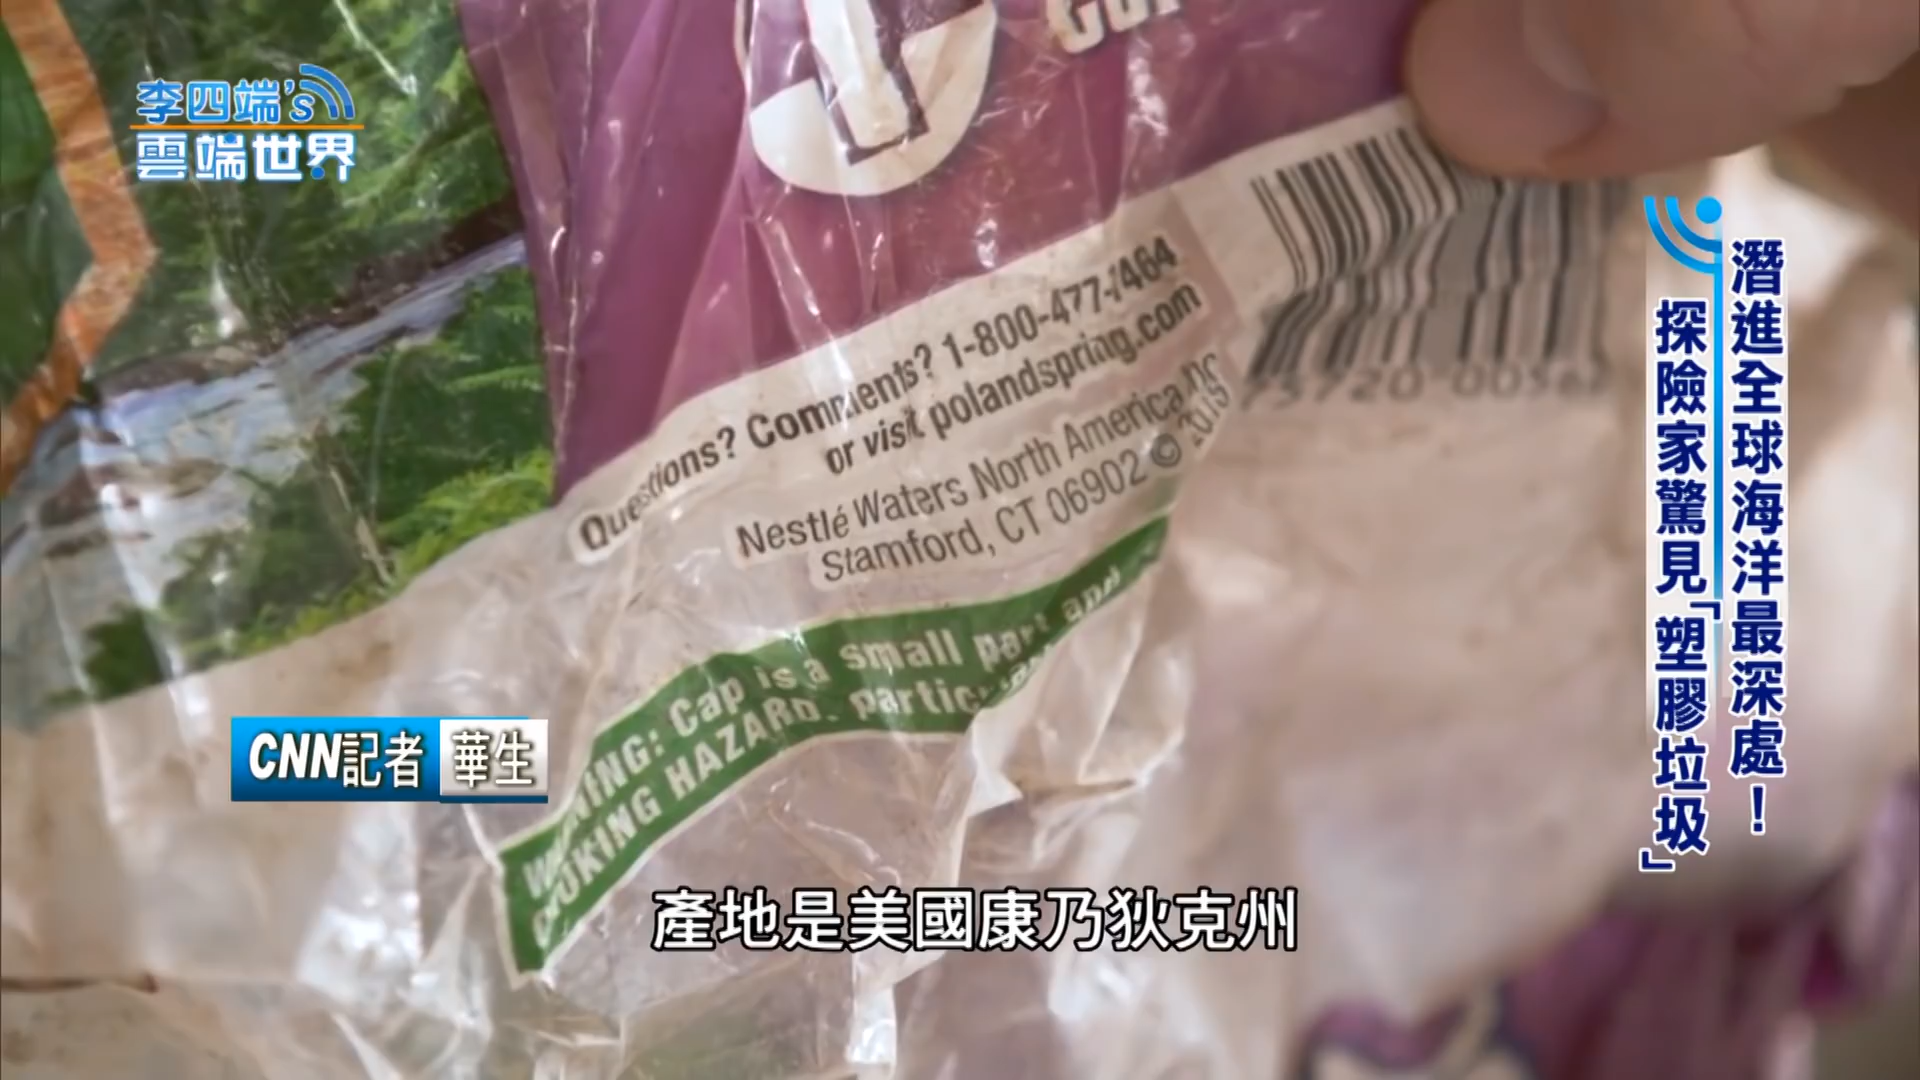 李四端's
雲端世界
Questions? Comments? 1-800-477-7464
or visit polandspring.com
Nestlé Waters North America Inc
Stamford, CT 06902 © 2019
WARNING: Cap is a small part and
CHOKING HAZARD.
潛進全球海洋最深處！
探險家驚見「塑膠垃圾」
CNN記者 華生
產地是美國康乃狄克州